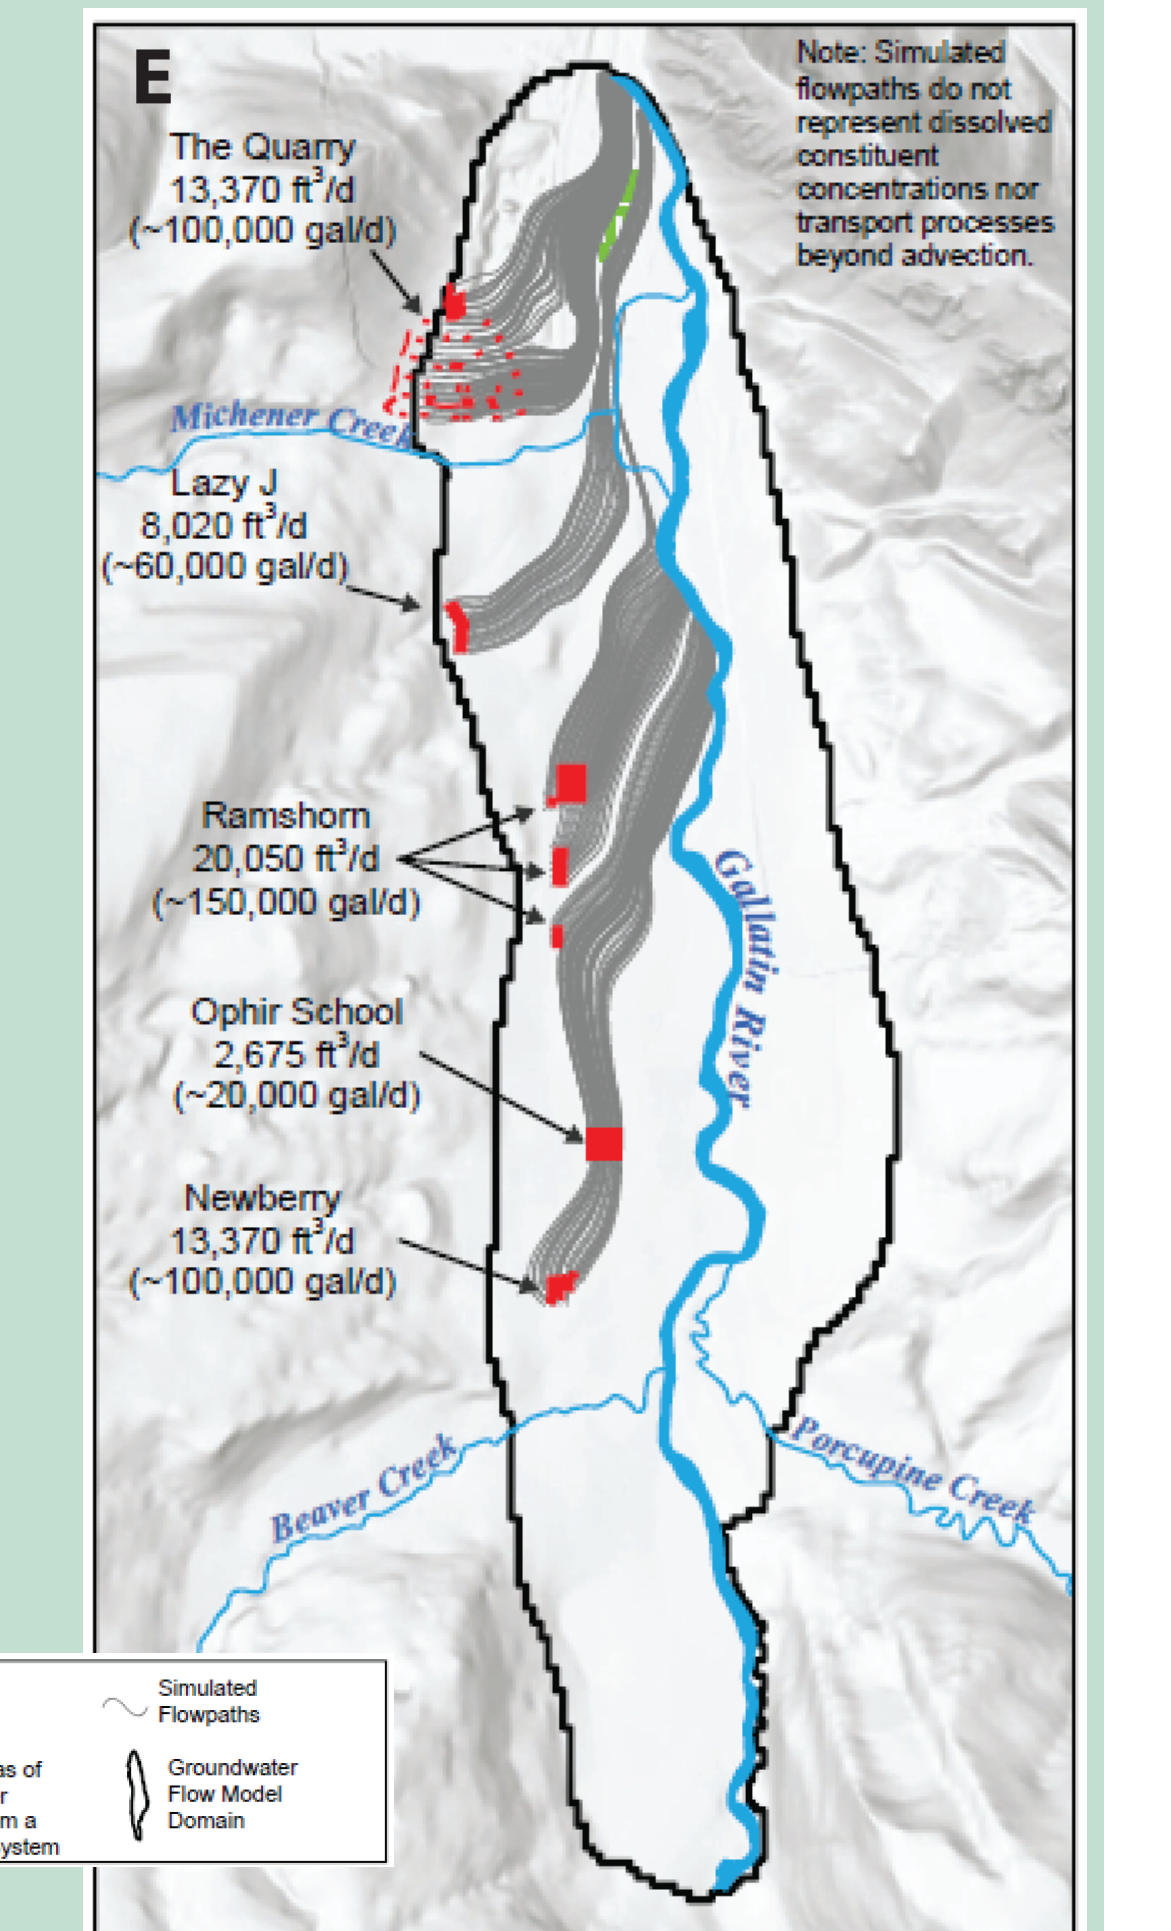 E
Note: Simulated
flowpaths do not
represent dissolved
constituent
concentrations nor
transport processes
beyond advection.
The Quarry
13,370 ft³/d
(~100,000 gal/d)
Michener Creek
Lazy J
8,020 ft³/d
(~60,000 gal/d)
Ramshorn
20,050 ft³/d
(~150,000 gal/d)
Gallatin River
Ophir School
2,675 ft³/d
(~20,000 gal/d)
Newberry
13,370 ft³/d
(~100,000 gal/d)
Beaver Creek
Porcupine Creek
Simulated
Flowpaths
as of
r
m a
ystem
Groundwater
Flow Model
Domain